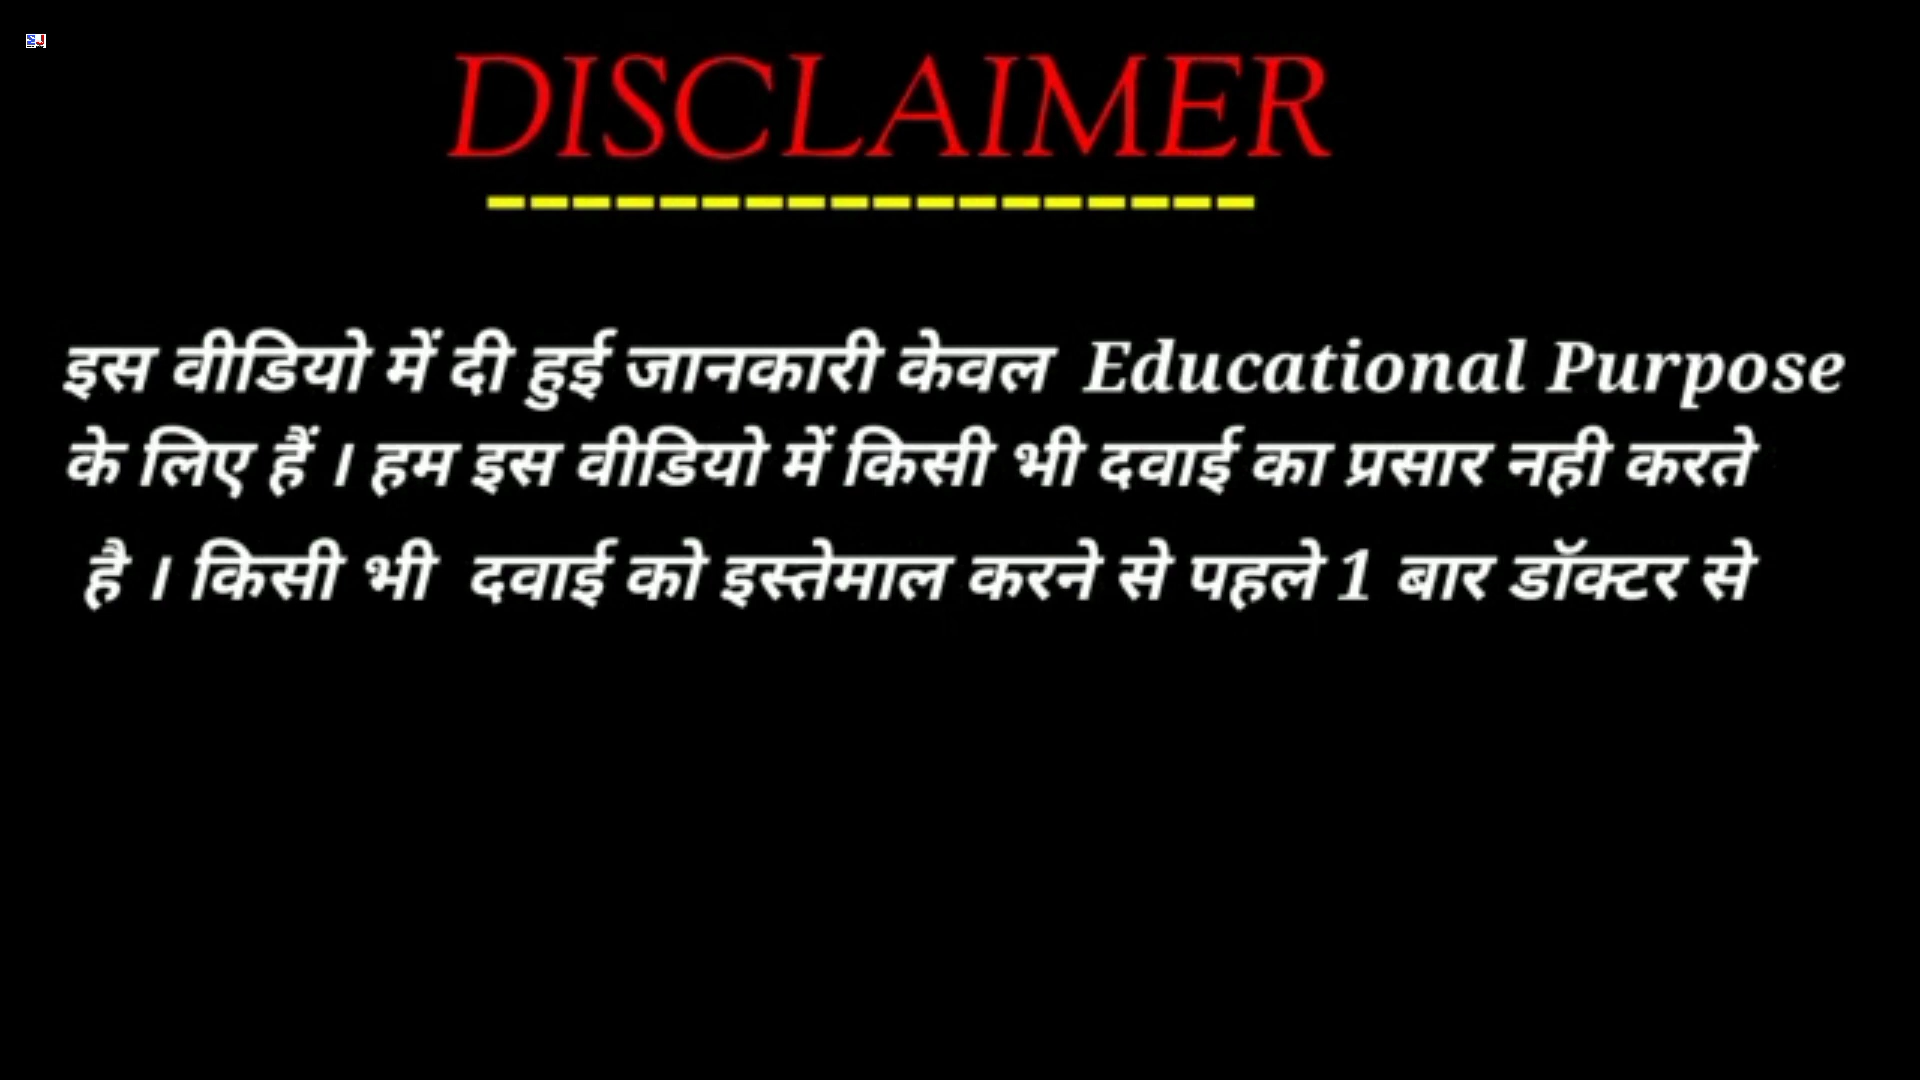 DISCLAIMER
------------------
इस वीडियो में दी हुई जानकारी केवल Educational Purpose
के लिए हैं । हम इस वीडियो में किसी भी दवाई का प्रसार नही करते
है । किसी भी दवाई को इस्तेमाल करने से पहले 1 बार डॉक्टर से